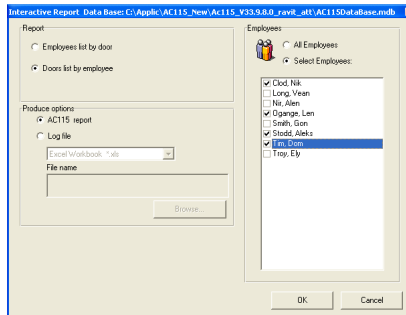 Interactive Report Data Base: C:\Applic\AC115_New\Ac115_V33.9.8.0_ravit_att\AC115DataBase.mdb
Report
Employees list by door
Doors list by employee
Produce options
AC115 report
Log file
Excel Workbook *.xls
File name
Browse...
Employees
All Employees
Select Employees:
Clod, Nik
Long, Vean
Nir, Alen
Ogange, Len
Smith, Gon
Stodd, Aleks
Tim, Dom
Troy, Ely
OK
Cancel